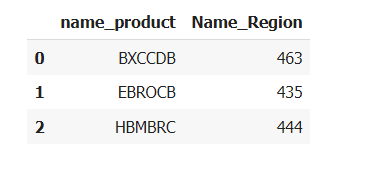 name_product Name_Region
0 BXCCDB 463
1 EBROCB 435
2 HBMBRC 444